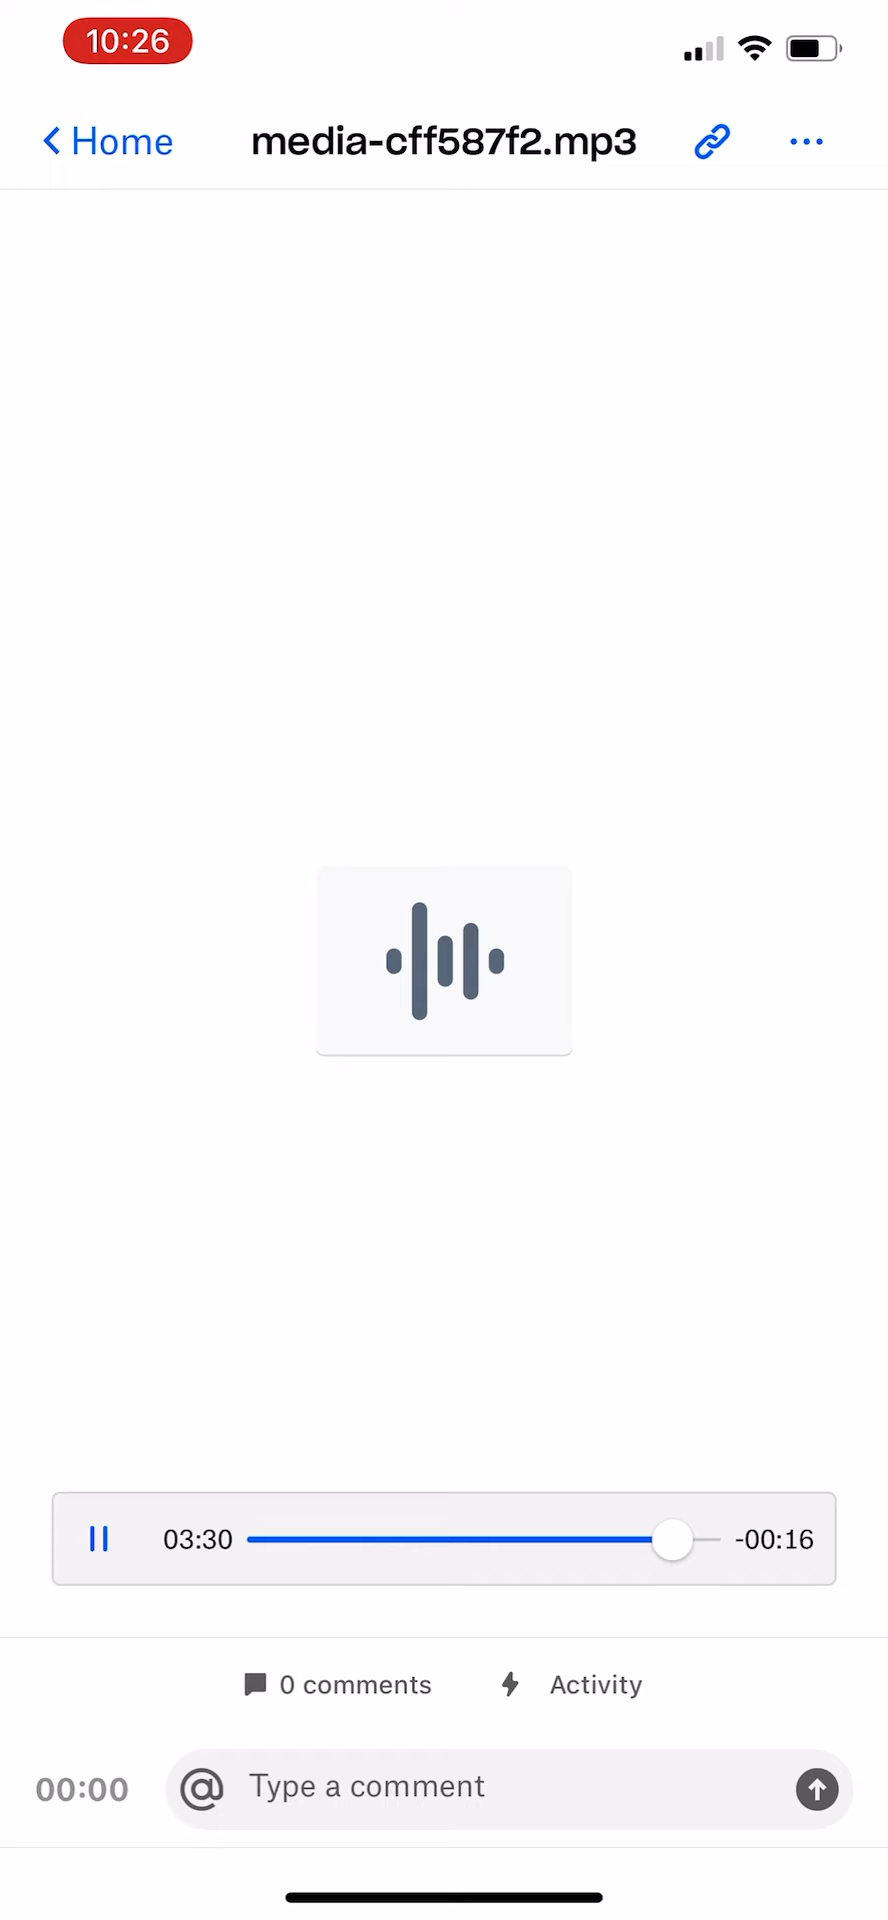 10:26
Home
media-cff587f2.mp3
03:30
-00:16
0 comments
Activity
00:00
@ Type a comment